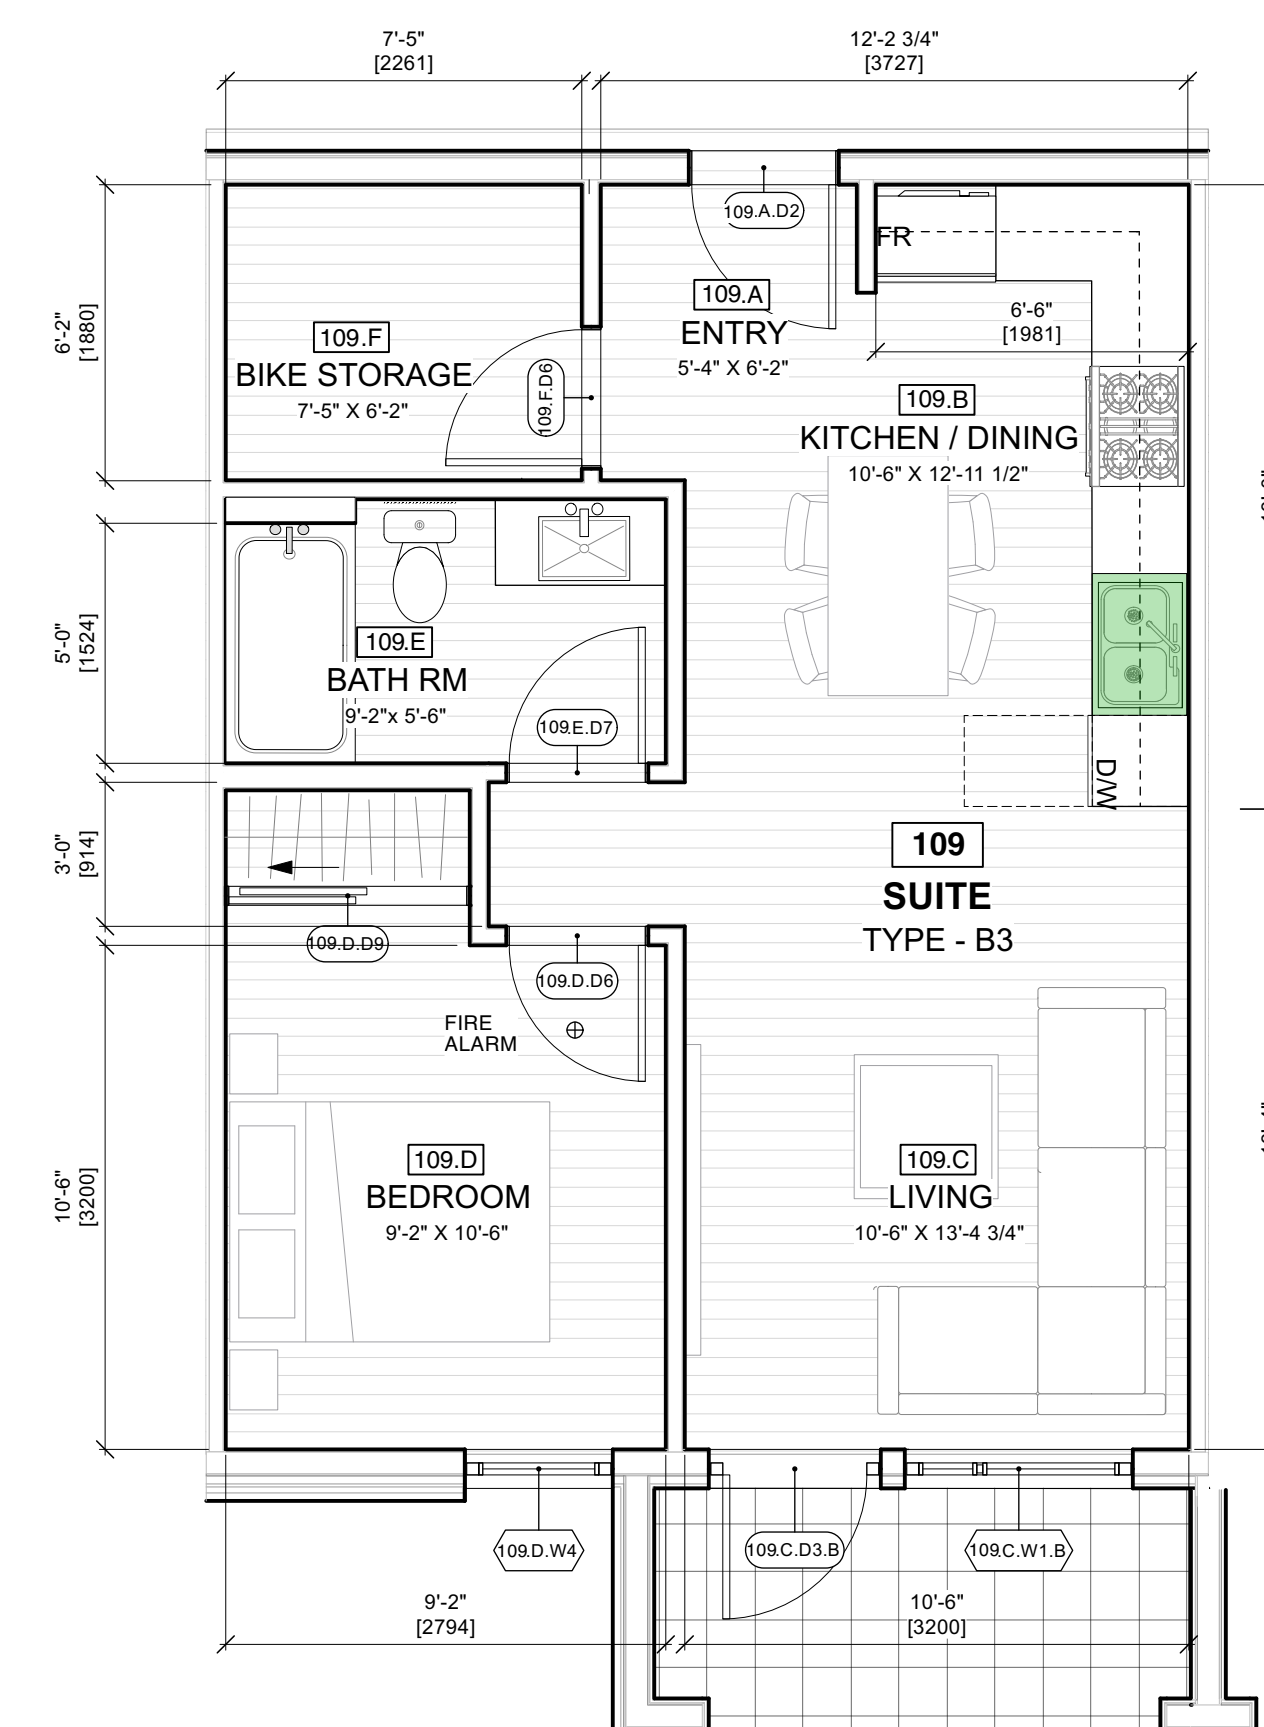 7'-5"
[2261]
12'-2 3/4"
[3727]
109.A.D2
FR
6'-2"
[1880]
109.F
BIKE STORAGE
7'-5" X 6'-2"
109.F.D6
109.A
ENTRY
5'-4" X 6'-2"
6'-6"
[1981]
109.B
KITCHEN / DINING
10'-6" X 12'-11 1/2"
5'-0"
[1524]
109.E
BATH RM
9'-2"x 5'-6"
109.E.D7
D/W
3'-0"
[914]
109
SUITE
TYPE - B3
109.D.D9
109.D.D6
FIRE
ALARM
10'-6"
[3200]
109.D
BEDROOM
9'-2" X 10'-6"
109.C
LIVING
10'-6" X 13'-4 3/4"
109.D.W4
109.C.D3.B
109.C.W1.B
9'-2"
[2794]
10'-6"
[3200]